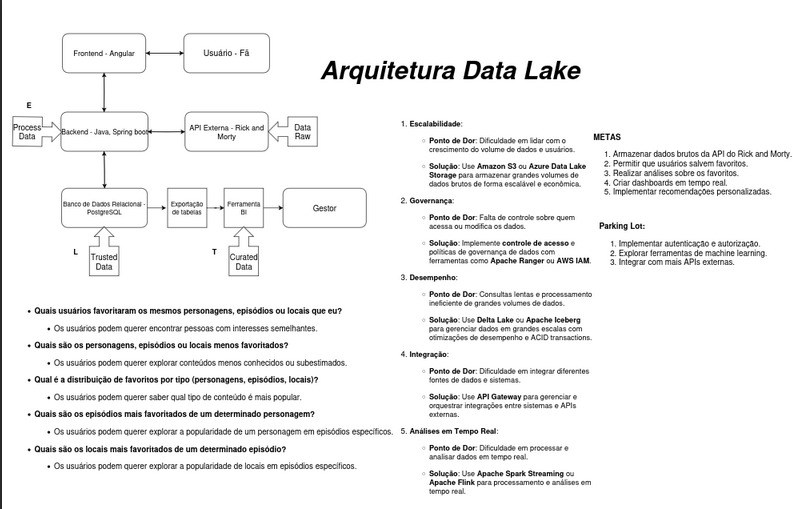 Arquitetura Data Lake
Frontend - Angular
Usuário - Fã
E
Process
Data
Backend - Java, Spring boot
API Externa - Rick and
Morty
Data
Raw
Banco de Dados Relacional -
PostgreSQL
Exportação
de tabelas
Ferramenta
BI
Gestor
L
Trusted
Data
T
Curated
Data
Quais usuários favoritaram os mesmos personagens, episódios ou locais que eu?
Os usuários podem querer encontrar pessoas com interesses semelhantes.
Quais são os personagens, episódios ou locais menos favoritados?
Os usuários podem querer explorar conteúdos menos conhecidos ou subestimados.
Qual é a distribuição de favoritos por tipo (personagens, episódios, locais)?
Os usuários podem querer saber qual tipo de conteúdo é mais popular.
Quais são os episódios mais favoritados de um determinado personagem?
Os usuários podem querer explorar a popularidade de um personagem em episódios específicos.
Quais são os locais mais favoritados de um determinado episódio?
Os usuários podem querer explorar a popularidade de locais em episódios específicos.
1. Escalabilidade:
Ponto de Dor: Dificuldade em lidar com o
crescimento do volume de dados e usuários.
Solução: Use Amazon S3 ou Azure Data Lake
Storage para armazenar grandes volumes de
dados brutos de forma escalável e econômica.
2. Governança:
Ponto de Dor: Falta de controle sobre quem
acessa ou modifica os dados.
Solução: Implemente controle de acesso e
políticas de governança de dados com
ferramentas como Apache Ranger ou AWS IAM.
3. Desempenho:
Ponto de Dor: Consultas lentas e processamento
ineficiente de grandes volumes de dados.
Solução: Use Delta Lake ou Apache Iceberg
para gerenciar dados em grandes escalas com
otimizações de desempenho e ACID transactions.
4. Integração:
Ponto de Dor: Dificuldade em integrar diferentes
fontes de dados e sistemas.
Solução: Use API Gateway para gerenciar e
orquestrar integrações entre sistemas e APIs
externas.
5. Análises em Tempo Real:
Ponto de Dor: Dificuldade em processar e
analisar dados em tempo real.
Solução: Use Apache Spark Streaming ou
Apache Flink para processamento e análises em
tempo real.
METAS
1. Armazenar dados brutos da API do Rick and Morty.
2. Permitir que usuários salvem favoritos.
3. Realizar análises sobre os favoritos.
4. Criar dashboards em tempo real.
5. Implementar recomendações personalizadas.
Parking Lot:
1. Implementar autenticação e autorização.
2. Explorar ferramentas de machine learning.
3. Integrar com mais APIs externas.